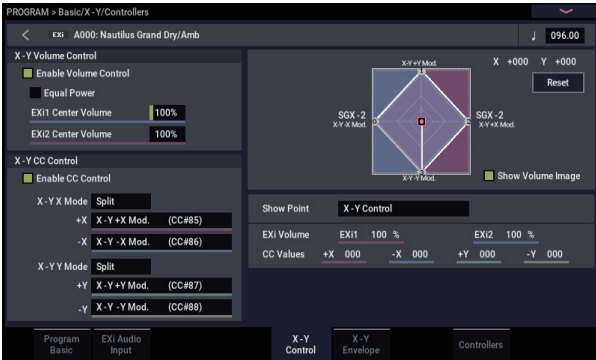 PROGRAM > Basic/X-Y/Controllers
< EXi A000: Nautilus Grand Dry/Amb ♩ 096.00
X-Y Volume Control
Enable Volume Control
Equal Power
EXi1 Center Volume 100%
EXi2 Center Volume 100%
X-Y CC Control
Enable CC Control
X-Y X Mode Split
+X X-Y +X Mod. (CC#85)
-X X-Y -X Mod. (CC#86)
X-Y Y Mode Split
+Y X-Y +Y Mod. (CC#87)
-Y X-Y -Y Mod. (CC#88)
X-Y +Y Mod.
X +000 Y +000
Reset
SGX-2
X-Y -X Mod.
SGX-2
X-Y +X Mod.
X-Y -Y Mod.
Show Volume Image
Show Point X-Y Control
EXi Volume EXi1 100 % EXi2 100 %
CC Values +X 000 -X 000 +Y 000 -Y 000
Program Basic
EXi Audio Input
X-Y Control
X-Y Envelope
Controllers